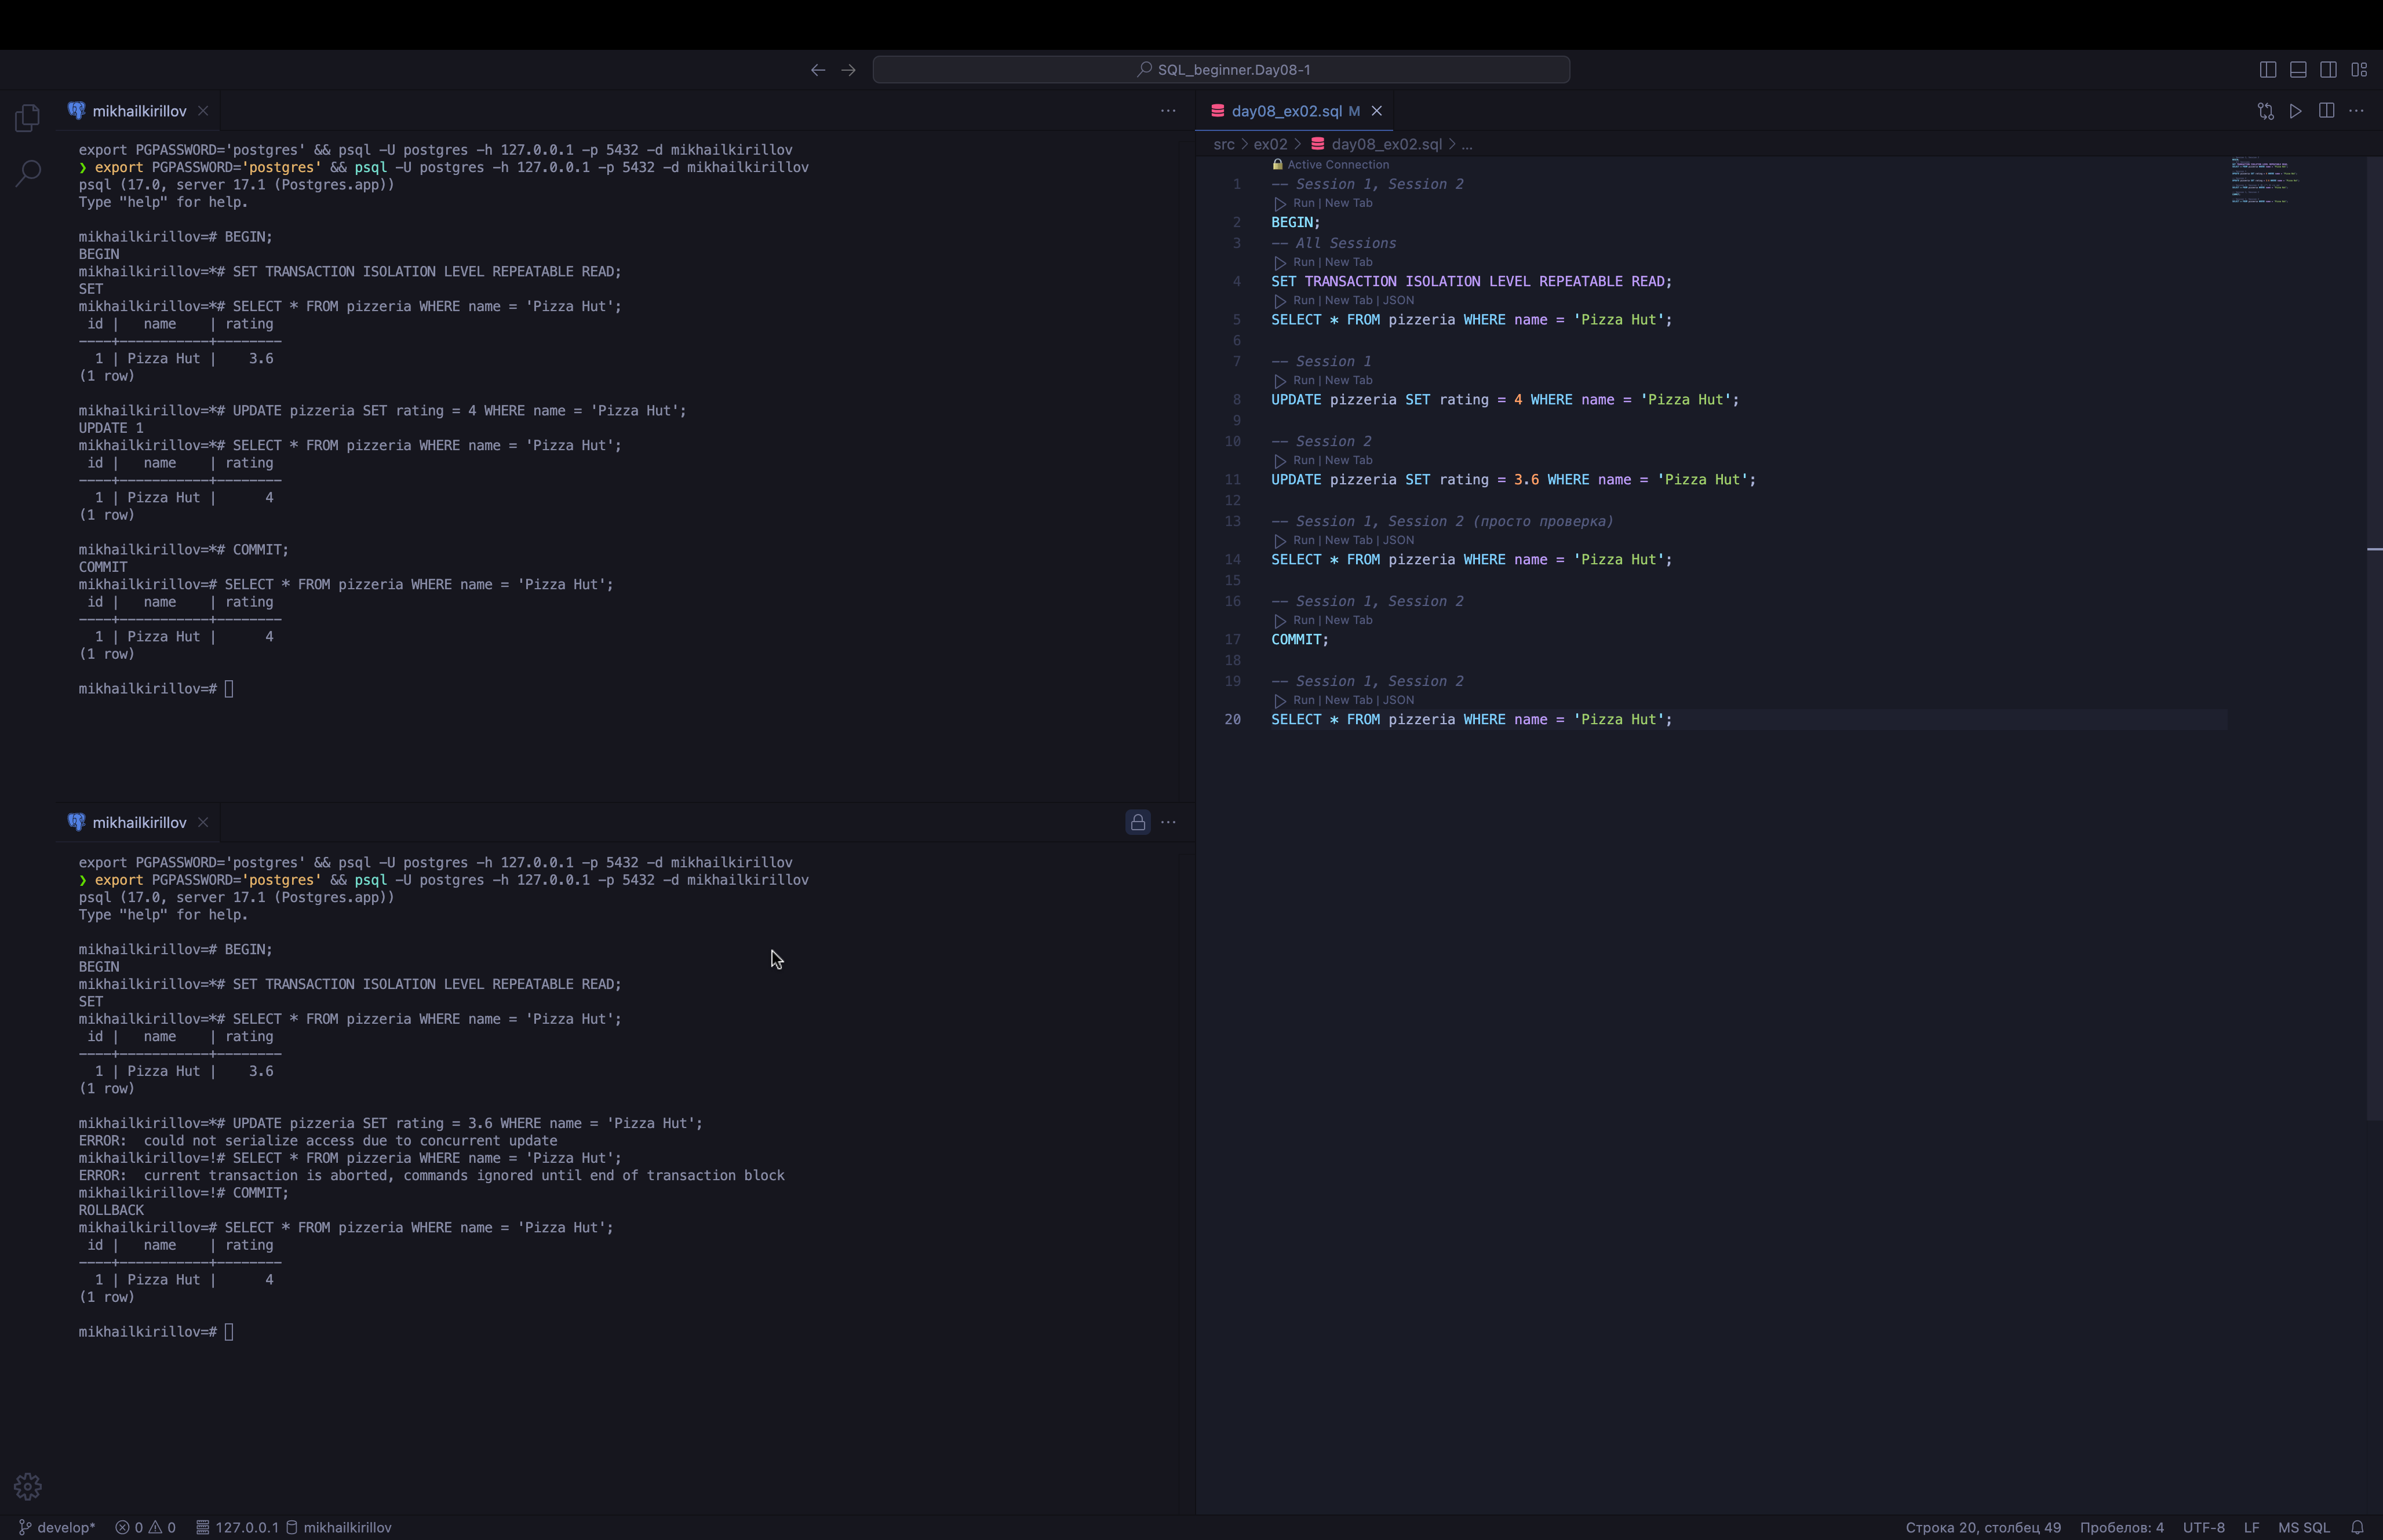 SQL_beginner.Day08-1
mikhailkirillov
export PGPASSWORD='postgres' && psql -U postgres -h 127.0.0.1 -p 5432 -d mikhailkirillov
❯ export PGPASSWORD='postgres' && psql -U postgres -h 127.0.0.1 -p 5432 -d mikhailkirillov
psql (17.0, server 17.1 (Postgres.app))
Type "help" for help.
mikhailkirillov=# BEGIN;
BEGIN
mikhailkirillov=*# SET TRANSACTION ISOLATION LEVEL REPEATABLE READ;
SET
mikhailkirillov=*# SELECT * FROM pizzeria WHERE name = 'Pizza Hut';
id | name | rating
----+-----------+--------
1 | Pizza Hut | 3.6
(1 row)
mikhailkirillov=*# UPDATE pizzeria SET rating = 4 WHERE name = 'Pizza Hut';
UPDATE 1
mikhailkirillov=*# SELECT * FROM pizzeria WHERE name = 'Pizza Hut';
id | name | rating
----+-----------+--------
1 | Pizza Hut | 4
(1 row)
mikhailkirillov=*# COMMIT;
COMMIT
mikhailkirillov=# SELECT * FROM pizzeria WHERE name = 'Pizza Hut';
id | name | rating
----+-----------+--------
1 | Pizza Hut | 4
(1 row)
mikhailkirillov=#
mikhailkirillov
export PGPASSWORD='postgres' && psql -U postgres -h 127.0.0.1 -p 5432 -d mikhailkirillov
❯ export PGPASSWORD='postgres' && psql -U postgres -h 127.0.0.1 -p 5432 -d mikhailkirillov
psql (17.0, server 17.1 (Postgres.app))
Type "help" for help.
mikhailkirillov=# BEGIN;
BEGIN
mikhailkirillov=*# SET TRANSACTION ISOLATION LEVEL REPEATABLE READ;
SET
mikhailkirillov=*# SELECT * FROM pizzeria WHERE name = 'Pizza Hut';
id | name | rating
----+-----------+--------
1 | Pizza Hut | 3.6
(1 row)
mikhailkirillov=*# UPDATE pizzeria SET rating = 3.6 WHERE name = 'Pizza Hut';
ERROR: could not serialize access due to concurrent update
mikhailkirillov=!# SELECT * FROM pizzeria WHERE name = 'Pizza Hut';
ERROR: current transaction is aborted, commands ignored until end of transaction block
mikhailkirillov=!# COMMIT;
ROLLBACK
mikhailkirillov=# SELECT * FROM pizzeria WHERE name = 'Pizza Hut';
id | name | rating
----+-----------+--------
1 | Pizza Hut | 4
(1 row)
mikhailkirillov=#
day08_ex02.sql M
src > ex02 > day08_ex02.sql > ...
Active Connection
1 -- Session 1, Session 2
Run | New Tab
2 BEGIN;
3 -- All Sessions
Run | New Tab
4 SET TRANSACTION ISOLATION LEVEL REPEATABLE READ;
Run | New Tab | JSON
5 SELECT * FROM pizzeria WHERE name = 'Pizza Hut';
6
7 -- Session 1
Run | New Tab
8 UPDATE pizzeria SET rating = 4 WHERE name = 'Pizza Hut';
9
10 -- Session 2
Run | New Tab
11 UPDATE pizzeria SET rating = 3.6 WHERE name = 'Pizza Hut';
12
13 -- Session 1, Session 2 (просто проверка)
Run | New Tab | JSON
14 SELECT * FROM pizzeria WHERE name = 'Pizza Hut';
15
16 -- Session 1, Session 2
Run | New Tab
17 COMMIT;
18
19 -- Session 1, Session 2
Run | New Tab | JSON
20 SELECT * FROM pizzeria WHERE name = 'Pizza Hut';
develop* 0 0 127.0.0.1 mikhailkirillov
Строка 20, столбец 49 Пробелов: 4 UTF-8 LF MS SQL